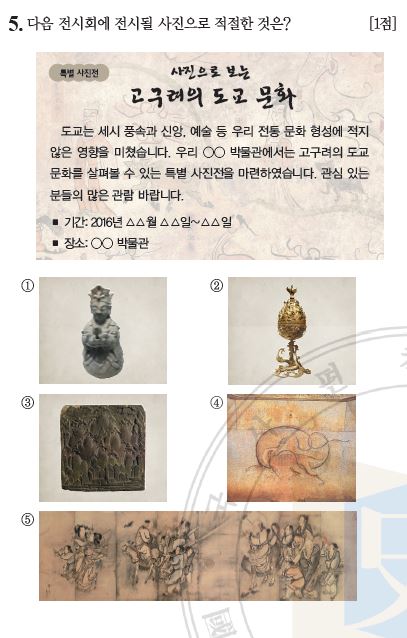 5. 다음 전시회에 전시될 사진으로 적절한 것은? [1점]
특별 사진전
사진으로 보는
고구려의 도교 문화
도교는 세시 풍속과 신앙, 예술 등 우리 전통 문화 형성에 적지
않은 영향을 미쳤습니다. 우리 ○○ 박물관에서는 고구려의 도교
문화를 살펴볼 수 있는 특별 사진전을 마련하였습니다. 관심 있는
분들의 많은 관람 바랍니다.
■ 기간: 2016년 △△월 △△일~△△일
■ 장소: ○○ 박물관
① ②
③ ④
⑤